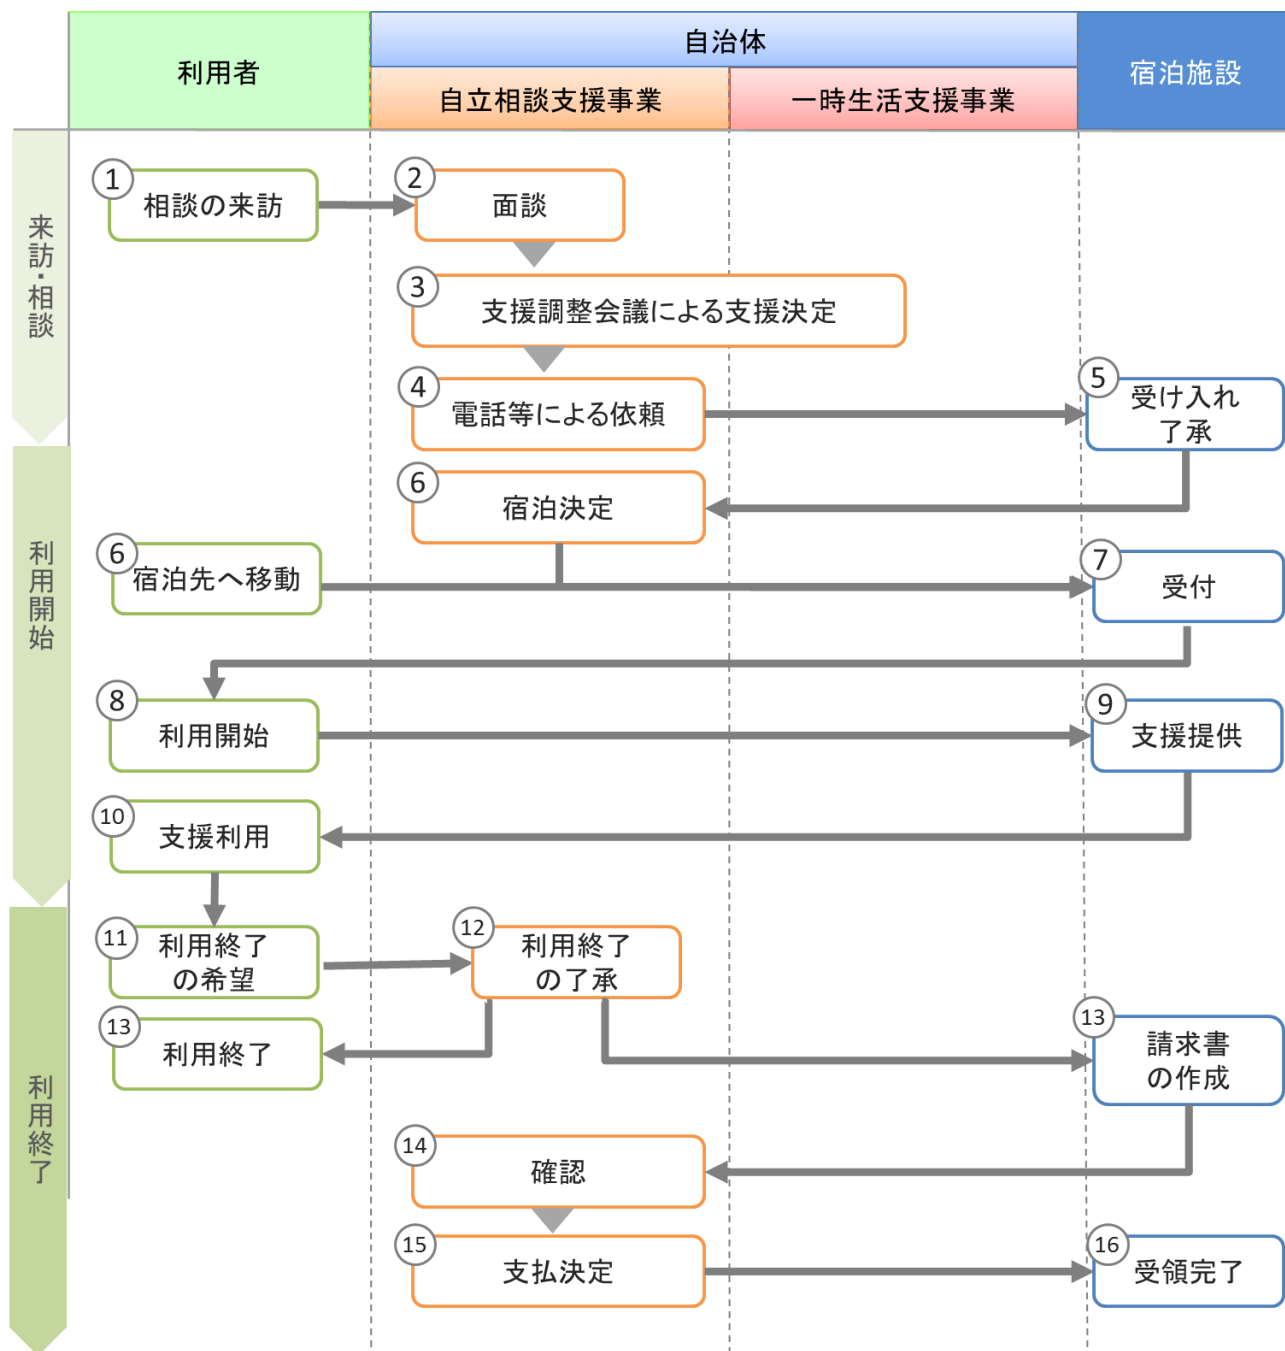 利用者
自治体
宿泊施設
自立相談支援事業
一時生活支援事業
来訪・相談
① 相談の来訪
② 面談
③ 支援調整会議による支援決定
④ 電話等による依頼
⑤ 受け入れ
了承
利用開始
⑥ 宿泊決定
⑥ 宿泊先へ移動
⑦ 受付
⑧ 利用開始
⑨ 支援提供
⑩ 支援利用
利用終了
⑪ 利用終了
の希望
⑫ 利用終了
の了承
⑬ 利用終了
⑬ 請求書
の作成
⑭ 確認
⑮ 支払決定
⑯ 受領完了